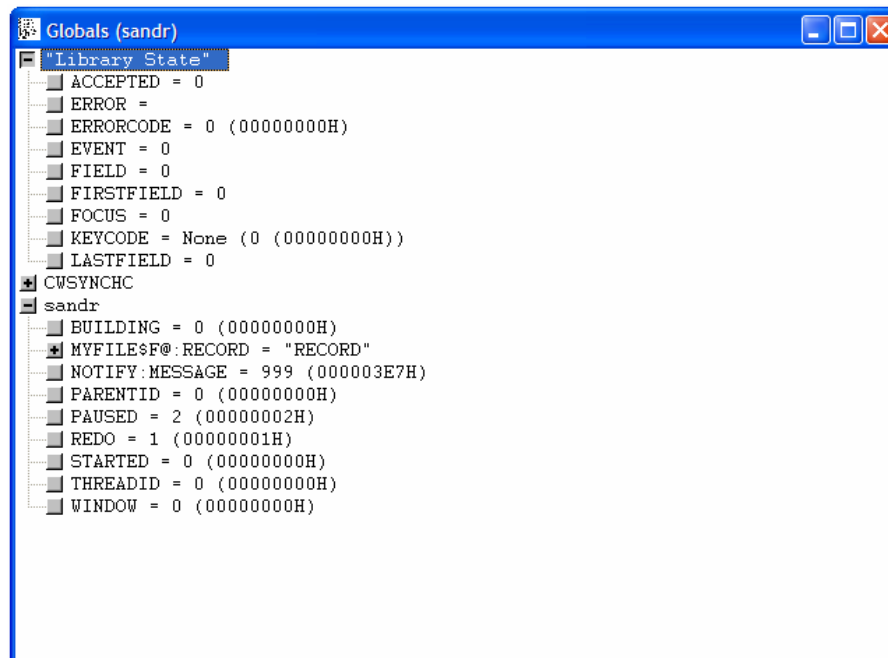 Globals (sandr)
"Library State"
ACCEPTED = 0
ERROR =
ERRORCODE = 0 (00000000H)
EVENT = 0
FIELD = 0
FIRSTFIELD = 0
FOCUS = 0
KEYCODE = None (0 (00000000H))
LASTFIELD = 0
CWSYNCHC
sandr
BUILDING = 0 (00000000H)
MYFILE$F@:RECORD = "RECORD"
NOTIFY:MESSAGE = 999 (000003E7H)
PARENTID = 0 (00000000H)
PAUSED = 2 (00000002H)
REDO = 1 (00000001H)
STARTED = 0 (00000000H)
THREADID = 0 (00000000H)
WINDOW = 0 (00000000H)